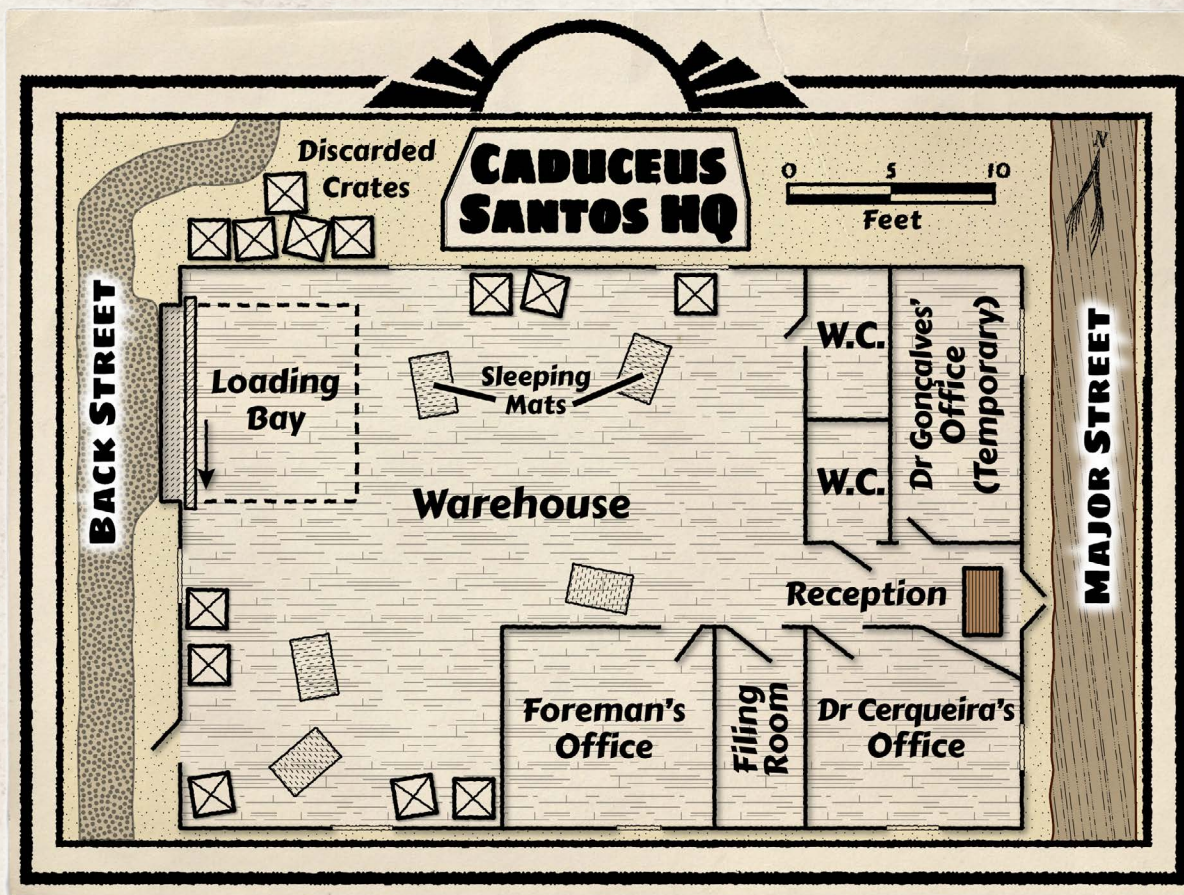 Discarded
Crates
CADUCEUS
SANTOS HQ
0 5 10
Feet
N
BACK STREET
Loading
Bay
Sleeping
Mats
Warehouse
W.C.
W.C.
Dr Goncalves'
Office
(Temporary)
MAJOR STREET
Reception
Foreman's
Office
Filing
Room
Dr Cerqueira's
Office